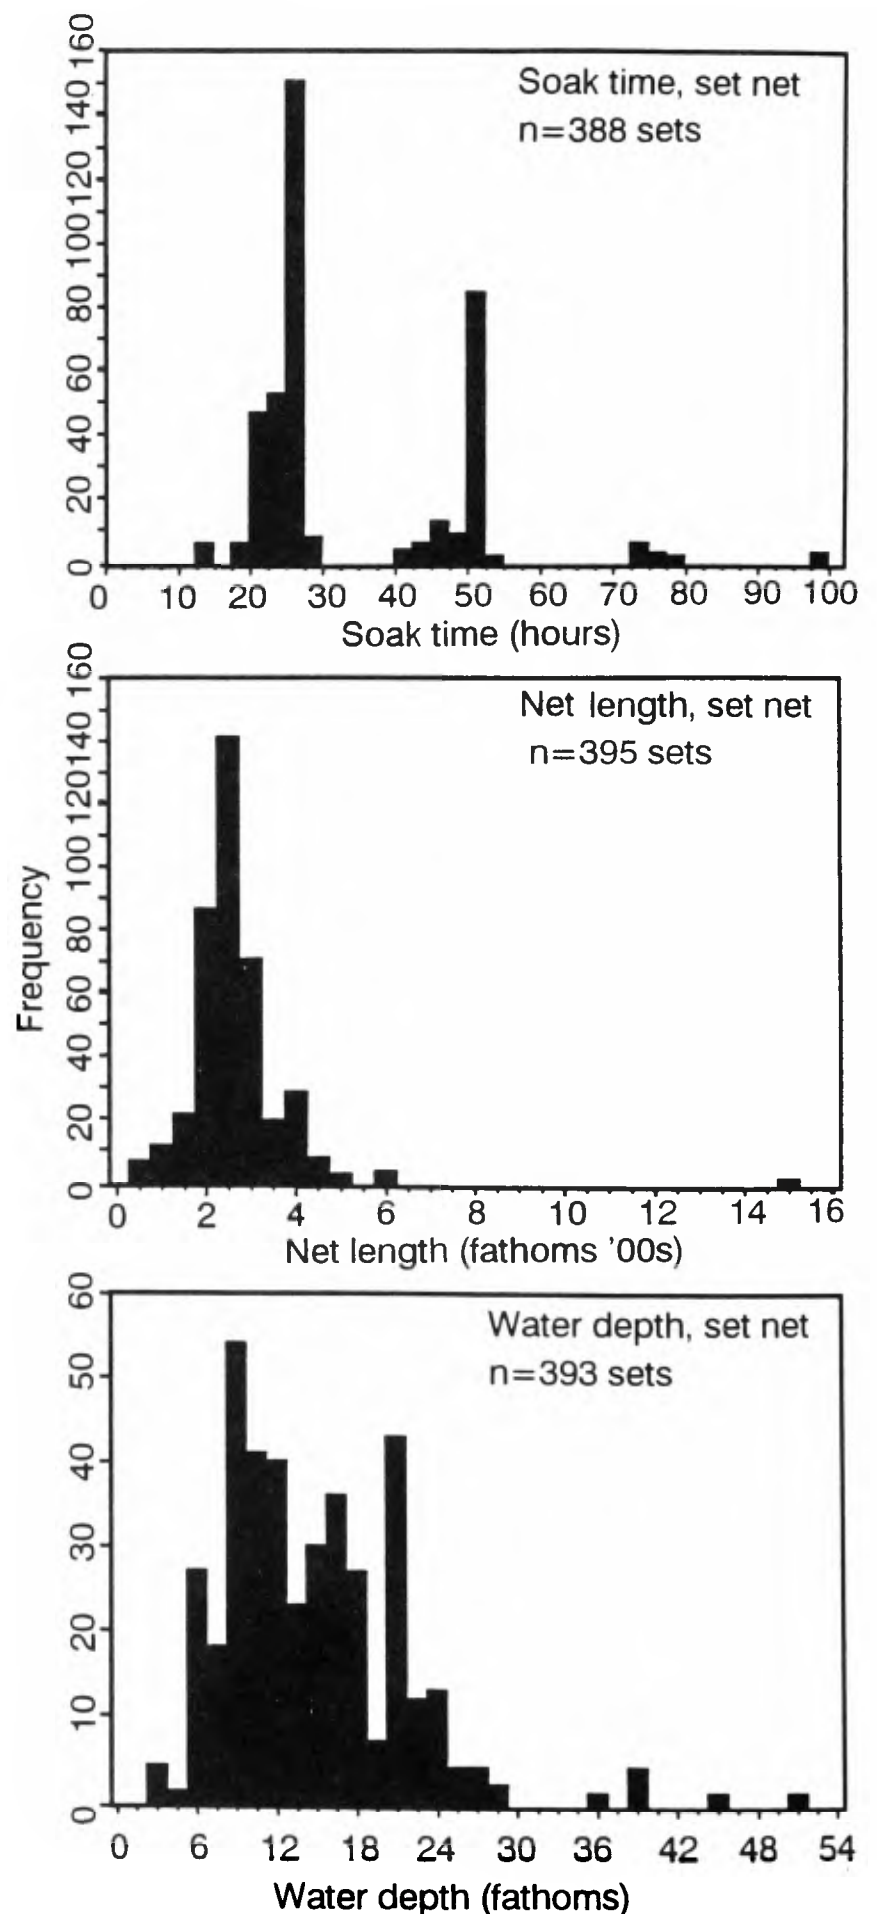 Soak time, set net
n=388 sets
160
140
120
100
80
60
40
20
0
0 10 20 30 40 50 60 70 80 90 100
Soak time (hours)
Net length, set net
n=395 sets
160
140
120
100
80
60
40
20
0
Frequency
0 2 4 6 8 10 12 14 16
Net length (fathoms '00s)
Water depth, set net
n=393 sets
60
50
40
30
20
10
0
0 6 12 18 24 30 36 42 48 54
Water depth (fathoms)